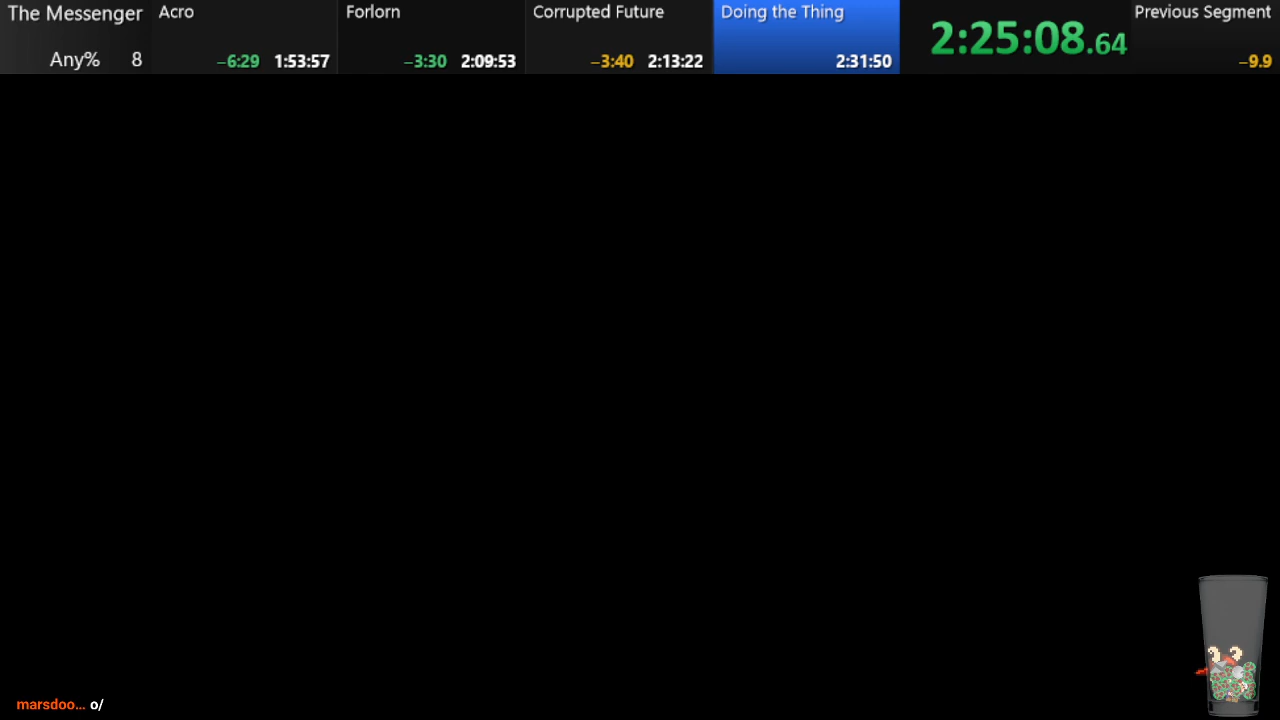 The Messenger
Any% 8
Acro
−6:29 1:53:57
Forlorn
−3:30 2:09:53
Corrupted Future
−3:40 2:13:22
Doing the Thing
2:31:50
2:25:08.64
Previous Segment
−9.9
marsdoo... o/